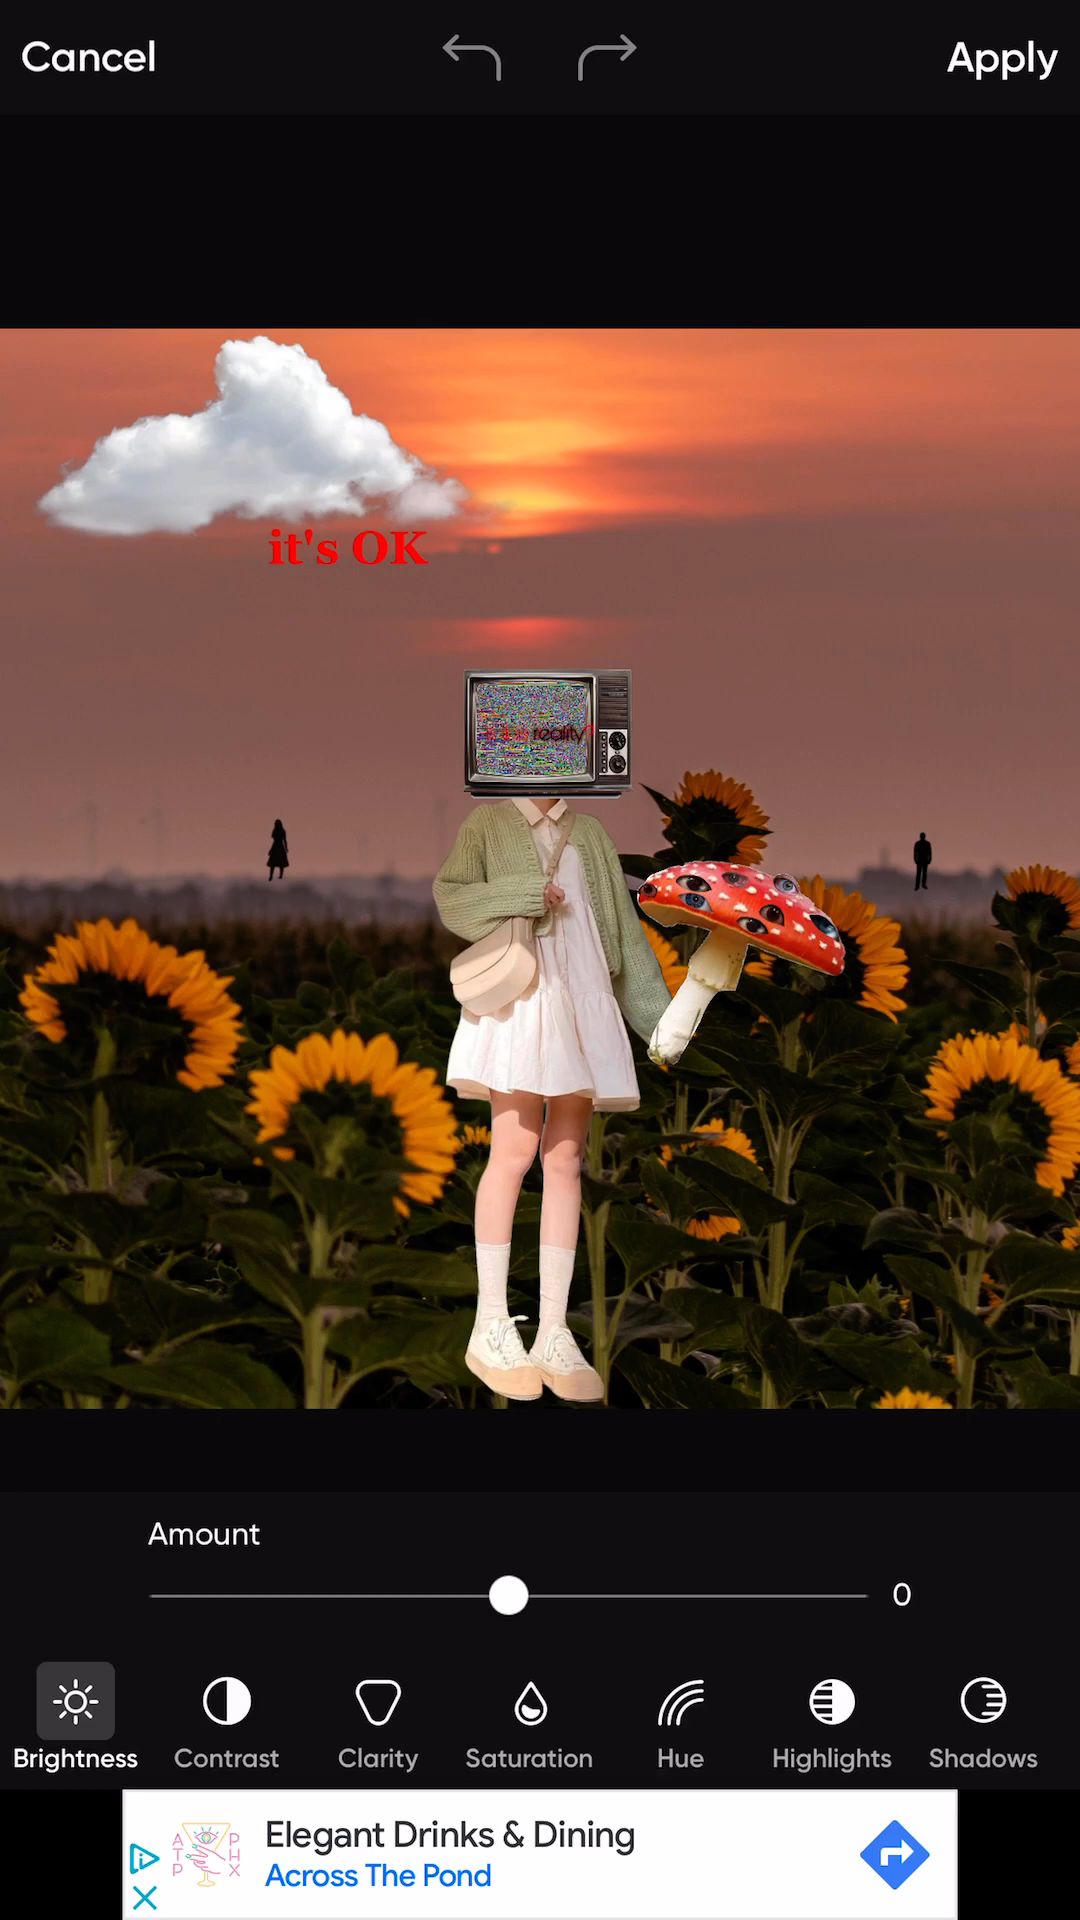 Cancel
Apply
it's OK
reality?
Amount
0
Brightness
Contrast
Clarity
Saturation
Hue
Highlights
Shadows
Elegant Drinks & Dining
Across The Pond
A
T
P
P
H
X